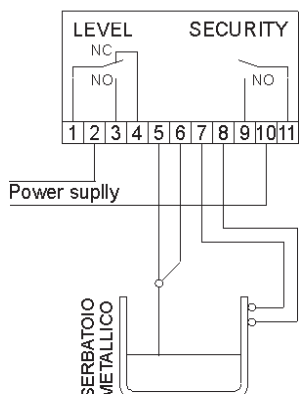 LEVEL SECURITY
NC
NO NO
1 2 3 4 5 6 7 8 9 10 11
Power suplly
SERBATOIO
METALLICO